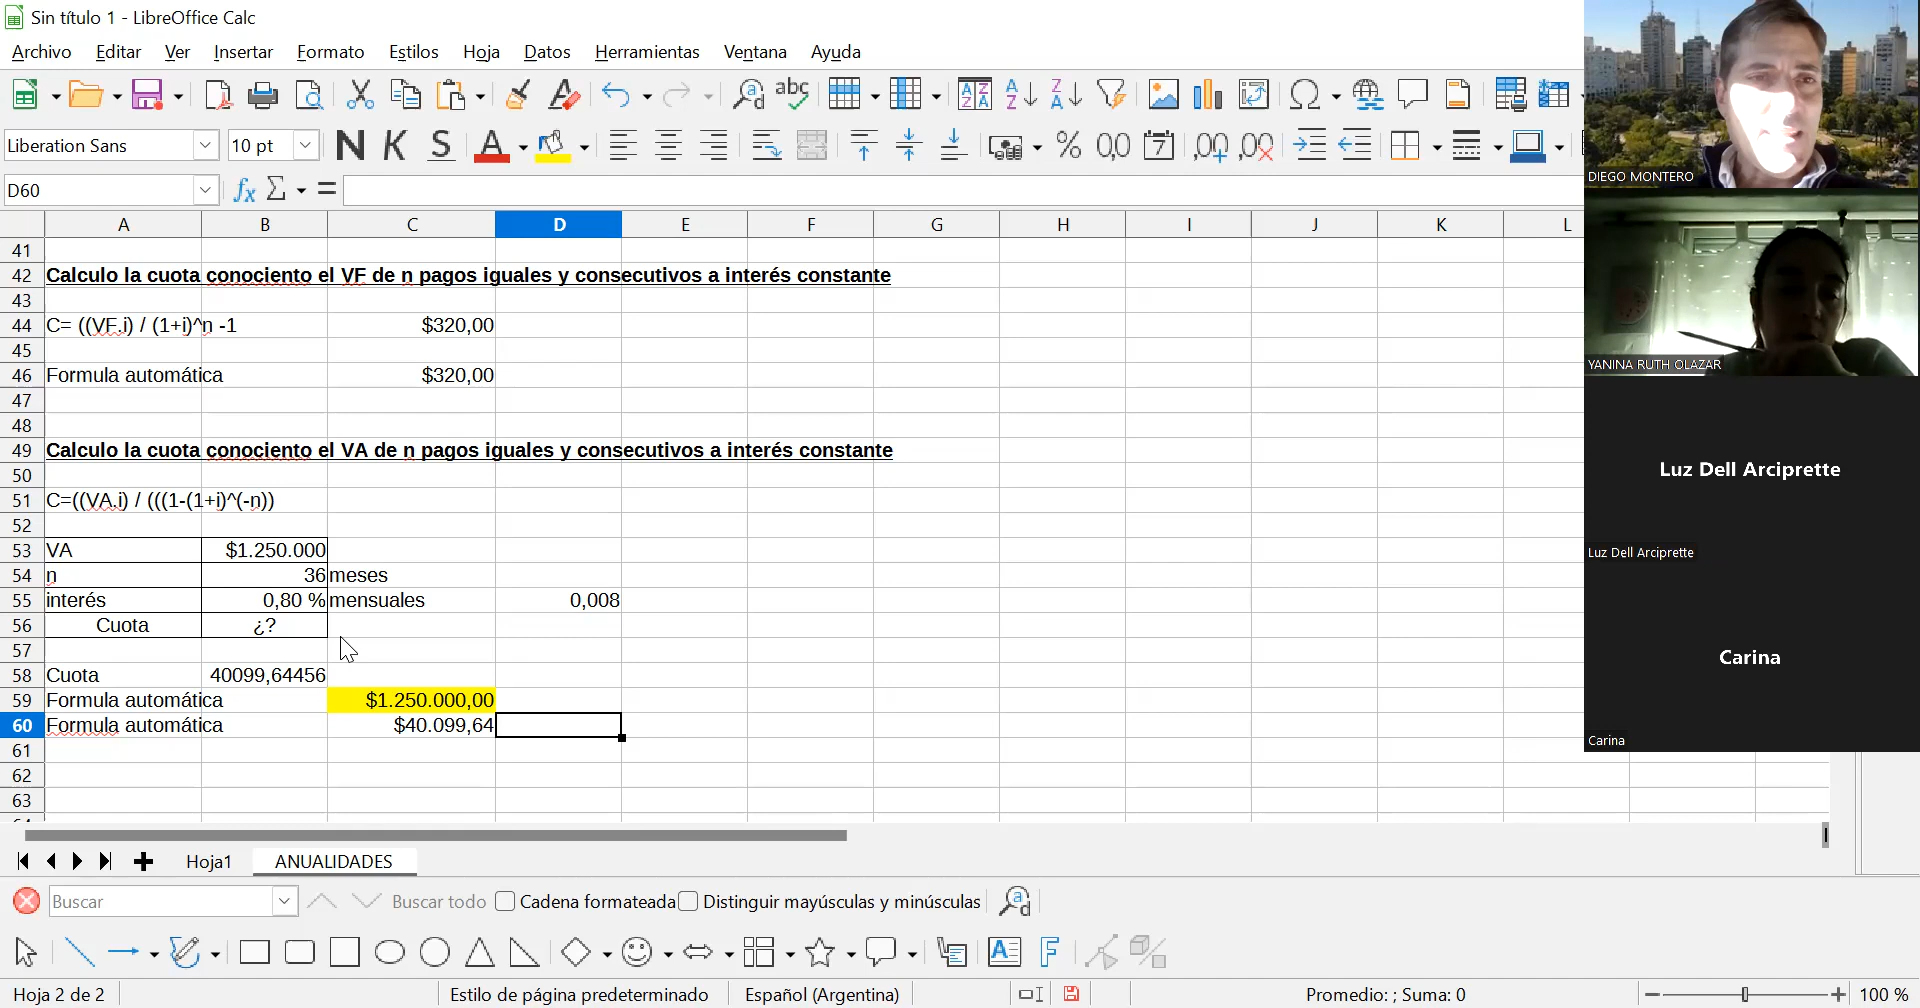 Sin título 1 - LibreOffice Calc
Archivo Editar Ver Insertar Formato Estilos Hoja Datos Herramientas Ventana Ayuda
Liberation Sans 10 pt N K S A % 0,0 7 ,00 ,00
D60 fx Σ =
A B C D E F G H I J K L
41
42 Calculo la cuota conociento el VF de n pagos iguales y consecutivos a interés constante
43
44 C= ((VF.i) / (1+i)^n -1 $320,00
45
46 Formula automática $320,00
47
48
49 Calculo la cuota conociento el VA de n pagos iguales y consecutivos a interés constante
50
51 C=((VA.i) / (((1-(1+i)^(-n))
52
53 VA $1.250.000
54 n 36 meses
55 interés 0,80 % mensuales 0,008
56 Cuota ¿?
57
58 Cuota 40099,64456
59 Formula automática $1.250.000,00
60 Formula automática $40.099,64
61
62
63
Hoja1 ANUALIDADES
Buscar Buscar todo Cadena formateada Distinguir mayúsculas y minúsculas
Hoja 2 de 2 Estilo de página predeterminado Español (Argentina) Promedio: ; Suma: 0 100 %
DIEGO MONTERO
YANINA RUTH OLAZAR
Luz Dell Arciprette
Luz Dell Arciprette
Carina
Carina